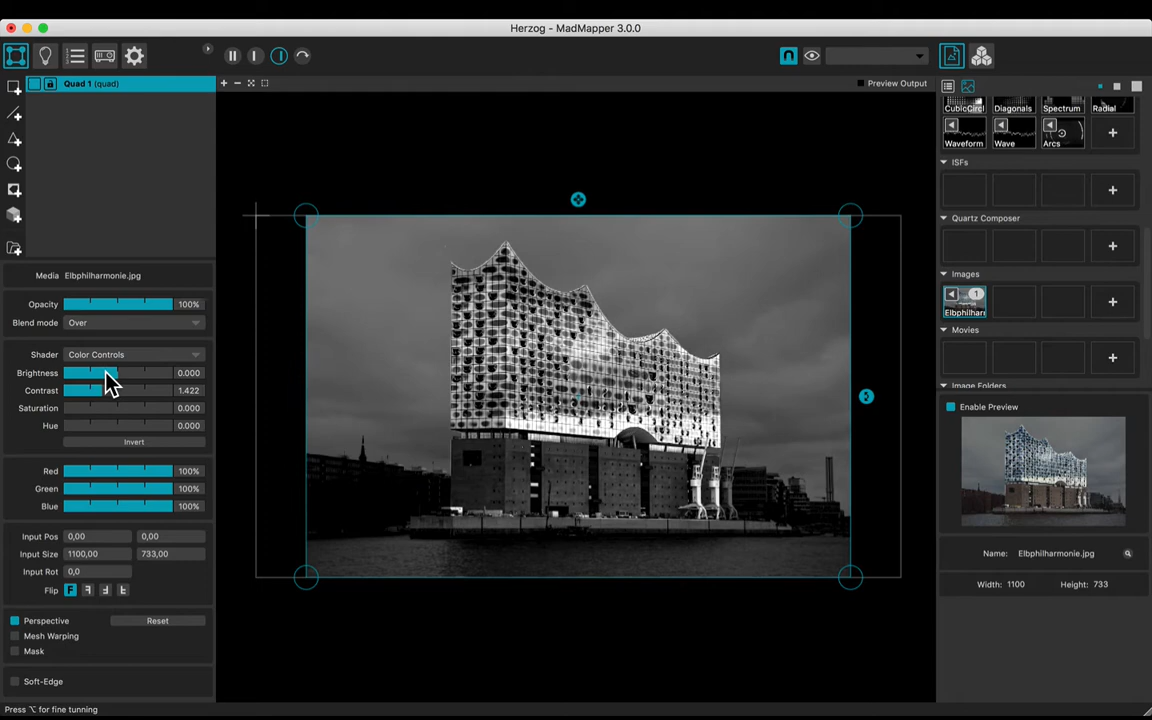 Herzog - MadMapper 3.0.0
Quad 1 (quad)
Preview Output
CubicCircl
Diagonals
Spectrum
Radial
Waveform
Wave
Arcs
ISFs
Quartz Composer
Images
1
Elbphilharm
Movies
Image Folders
Media Elbphilharmonie.jpg
Opacity 100%
Blend mode Over
Shader Color Controls
Brightness 0.000
Contrast 1.422
Saturation 0.000
Hue 0.000
Invert
Red 100%
Green 100%
Blue 100%
Input Pos 0,00 0,00
Input Size 1100,00 733,00
Input Rot 0,0
Flip
Perspective Reset
Mesh Warping
Mask
Soft-Edge
Press ⌥ for fine tunning
Enable Preview
Name: Elbphilharmonie.jpg
Width: 1100 Height: 733